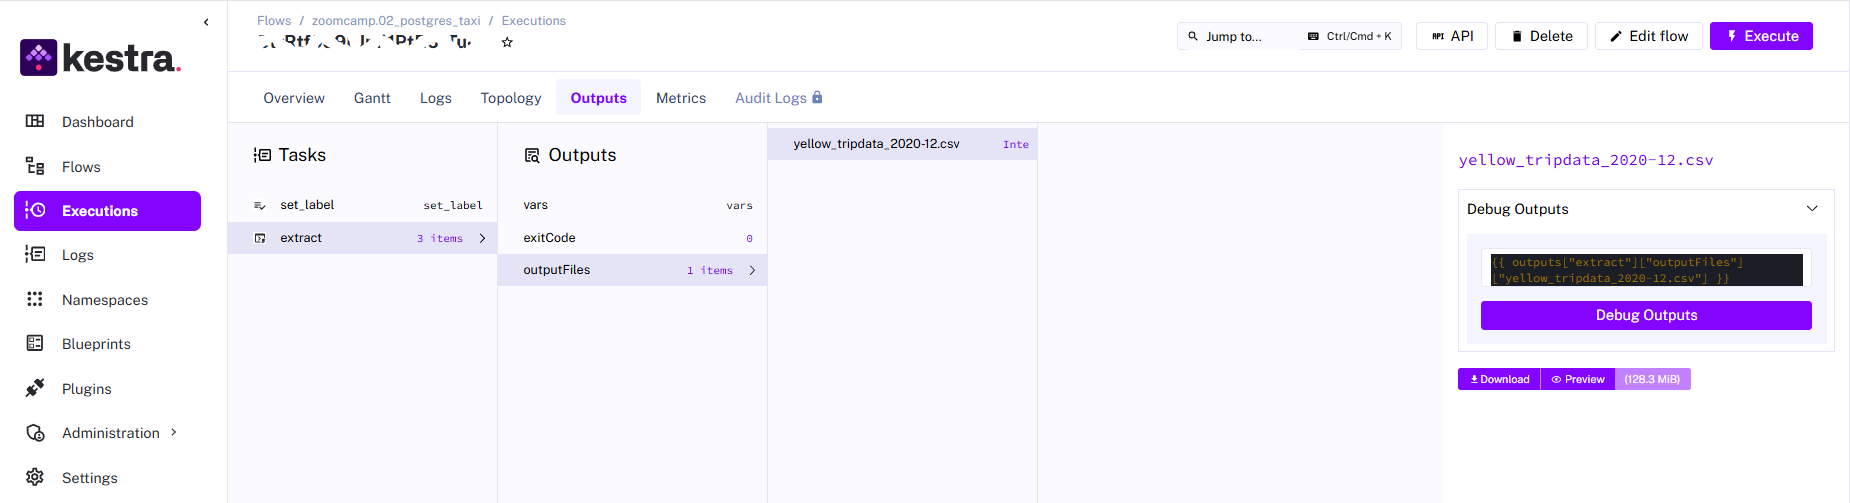 kestra.
Dashboard
Flows
Executions
Logs
Namespaces
Blueprints
Plugins
Administration
Settings
Flows / zoomcamp.02_postgres_taxi / Executions
Jump to... Ctrl/Cmd + K
API
Delete
Edit flow
Execute
Overview Gantt Logs Topology Outputs Metrics Audit Logs
Tasks
set_label set_label
extract 3 items
Outputs
vars vars
exitCode 0
outputFiles 1 items
yellow_tripdata_2020-12.csv Inte
yellow_tripdata_2020-12.csv
Debug Outputs
{{ outputs["extract"]["outputFiles"]
["yellow_tripdata_2020-12.csv"] }}
Debug Outputs
Download Preview (128.3 MiB)